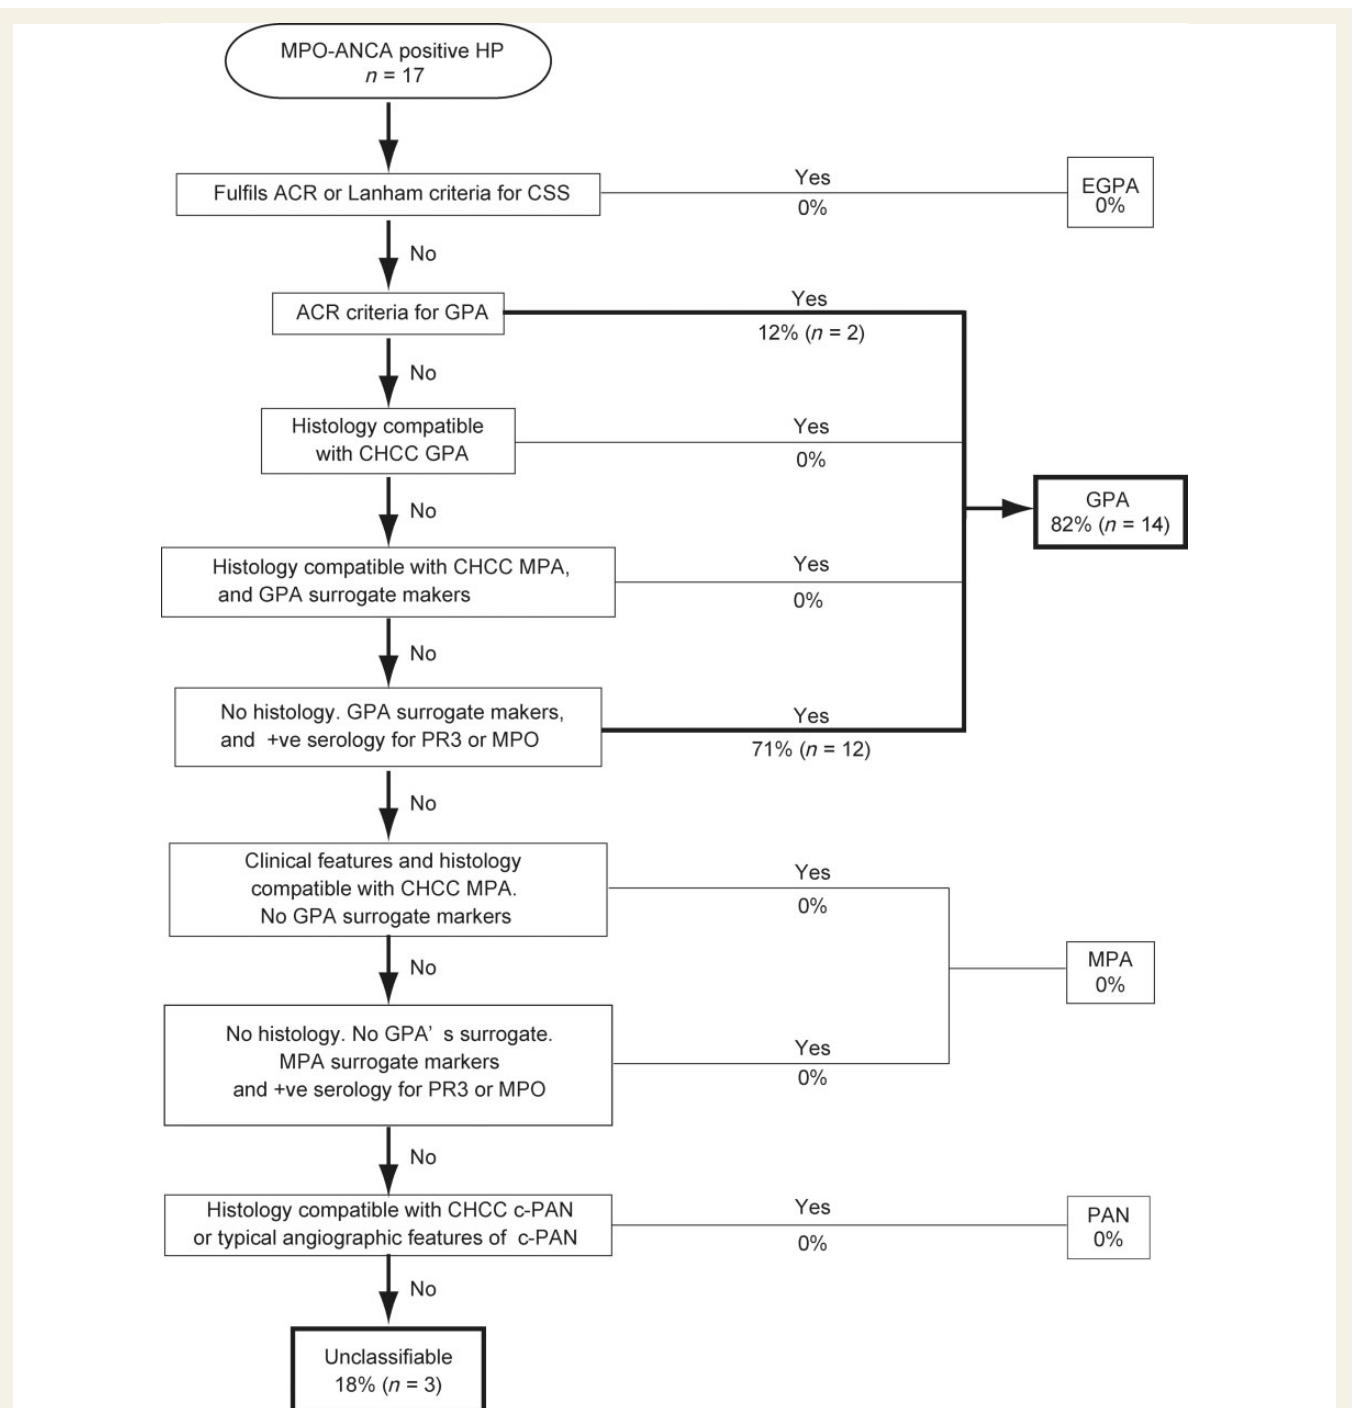 MPO-ANCA positive HP
n = 17
Fulfils ACR or Lanham criteria for CSS
Yes
0%
EGPA
0%
No
ACR criteria for GPA
Yes
12% (n = 2)
No
Histology compatible
with CHCC GPA
Yes
0%
GPA
82% (n = 14)
No
Histology compatible with CHCC MPA,
and GPA surrogate makers
Yes
0%
No
No histology. GPA surrogate makers,
and +ve serology for PR3 or MPO
Yes
71% (n = 12)
No
Clinical features and histology
compatible with CHCC MPA.
No GPA surrogate markers
Yes
0%
MPA
0%
No
No histology. No GPA’ s surrogate.
MPA surrogate markers
and +ve serology for PR3 or MPO
Yes
0%
No
Histology compatible with CHCC c-PAN
or typical angiographic features of c-PAN
Yes
0%
PAN
0%
No
Unclassifiable
18% (n = 3)